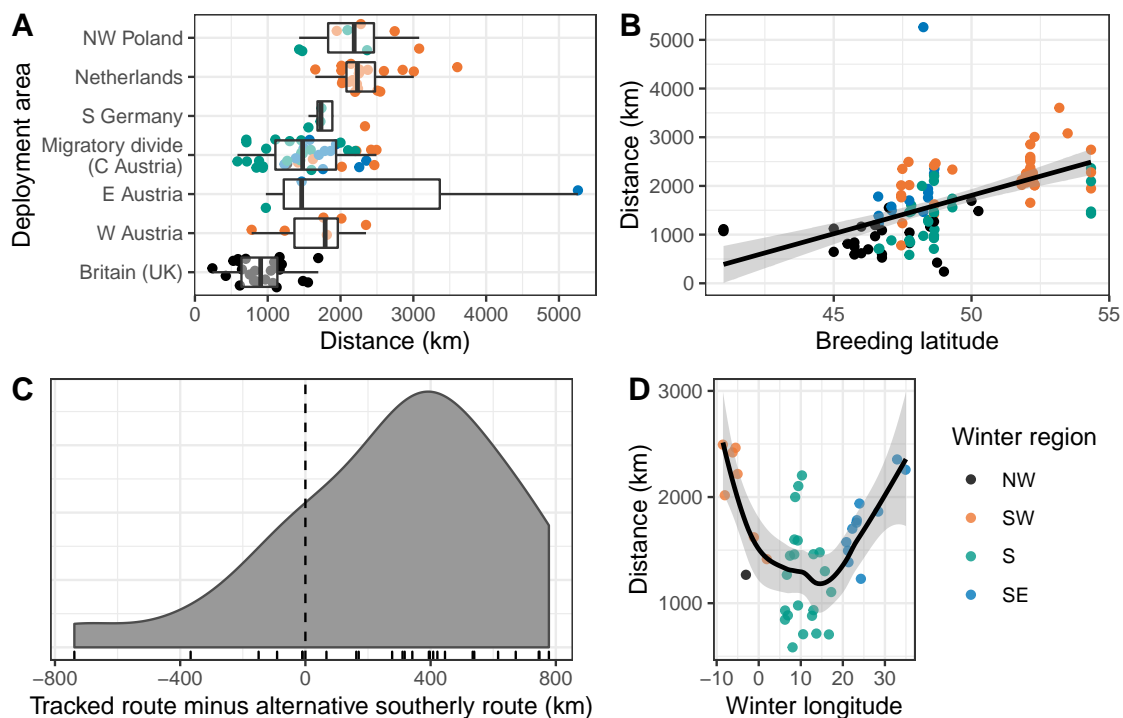 A
Deployment area
NW Poland
Netherlands
S Germany
Migratory divide
(C Austria)
E Austria
W Austria
Britain (UK)
0 1000 2000 3000 4000 5000
Distance (km)
B
Distance (km)
5000
4000
3000
2000
1000
0
45 50 55
Breeding latitude
C
−800 −400 0 400 800
Tracked route minus alternative southerly route (km)
D
Distance (km)
3000
2000
1000
−10 0 5 10 15 20 25 30
Winter longitude
Winter region
NW
SW
S
SE